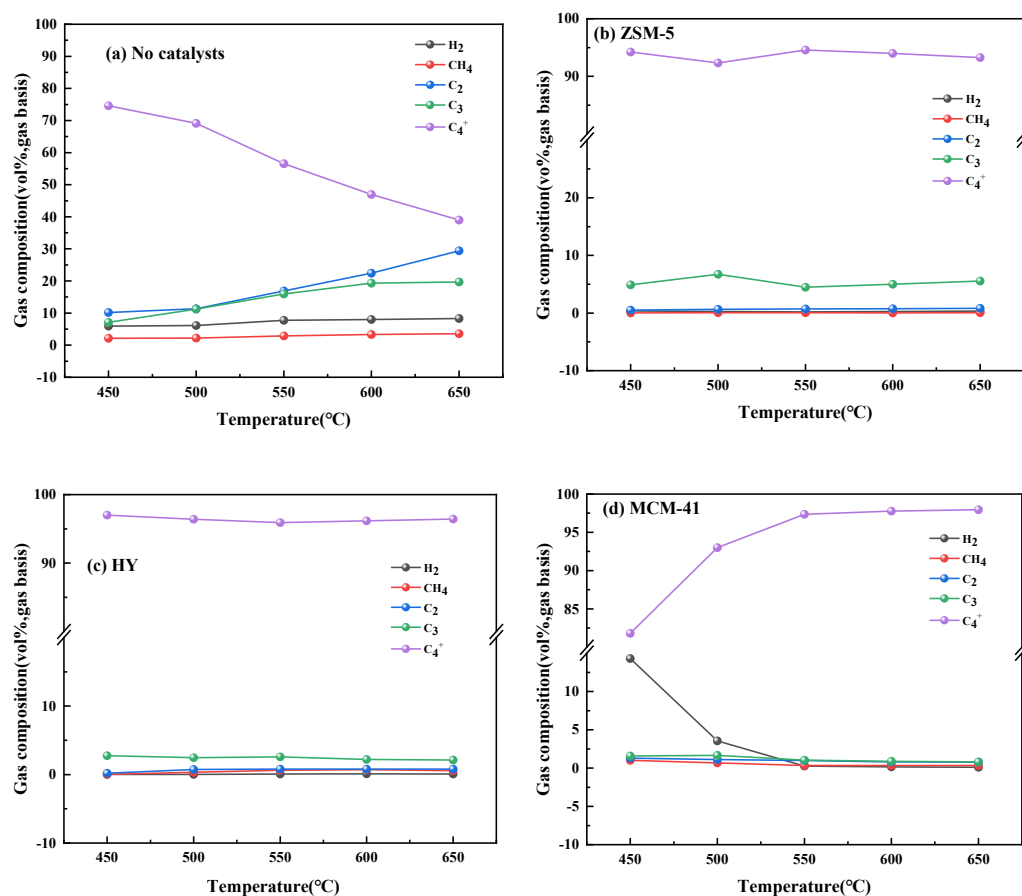 (a) No catalysts
H2
CH4
C2
C3
C4+
100
90
80
70
60
50
40
30
20
10
0
-10
450 500 550 600 650
Temperature(℃)
Gas composition(vol%,gas basis)
(b) ZSM-5
H2
CH4
C2
C3
C4+
100
90
20
10
0
-10
450 500 550 600 650
Temperature(℃)
Gas composition(vo%,gas basis)
(c) HY
H2
CH4
C2
C3
C4+
100
90
10
0
-10
450 500 550 600 650
Temperature(℃)
Gas composition(vol%,gas basis)
(d) MCM-41
H2
CH4
C2
C3
C4+
100
95
90
85
10
5
0
-5
-10
450 500 550 600 650
Temperature(℃)
Gas composition(vol%,gas basis)